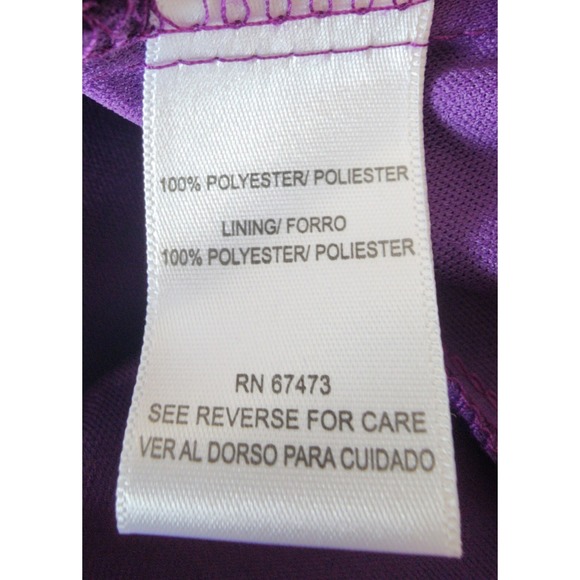 100% POLYESTER/ POLIESTER
LINING/ FORRO
100% POLYESTER/ POLIESTER
RN 67473
SEE REVERSE FOR CARE
VER AL DORSO PARA CUIDADO